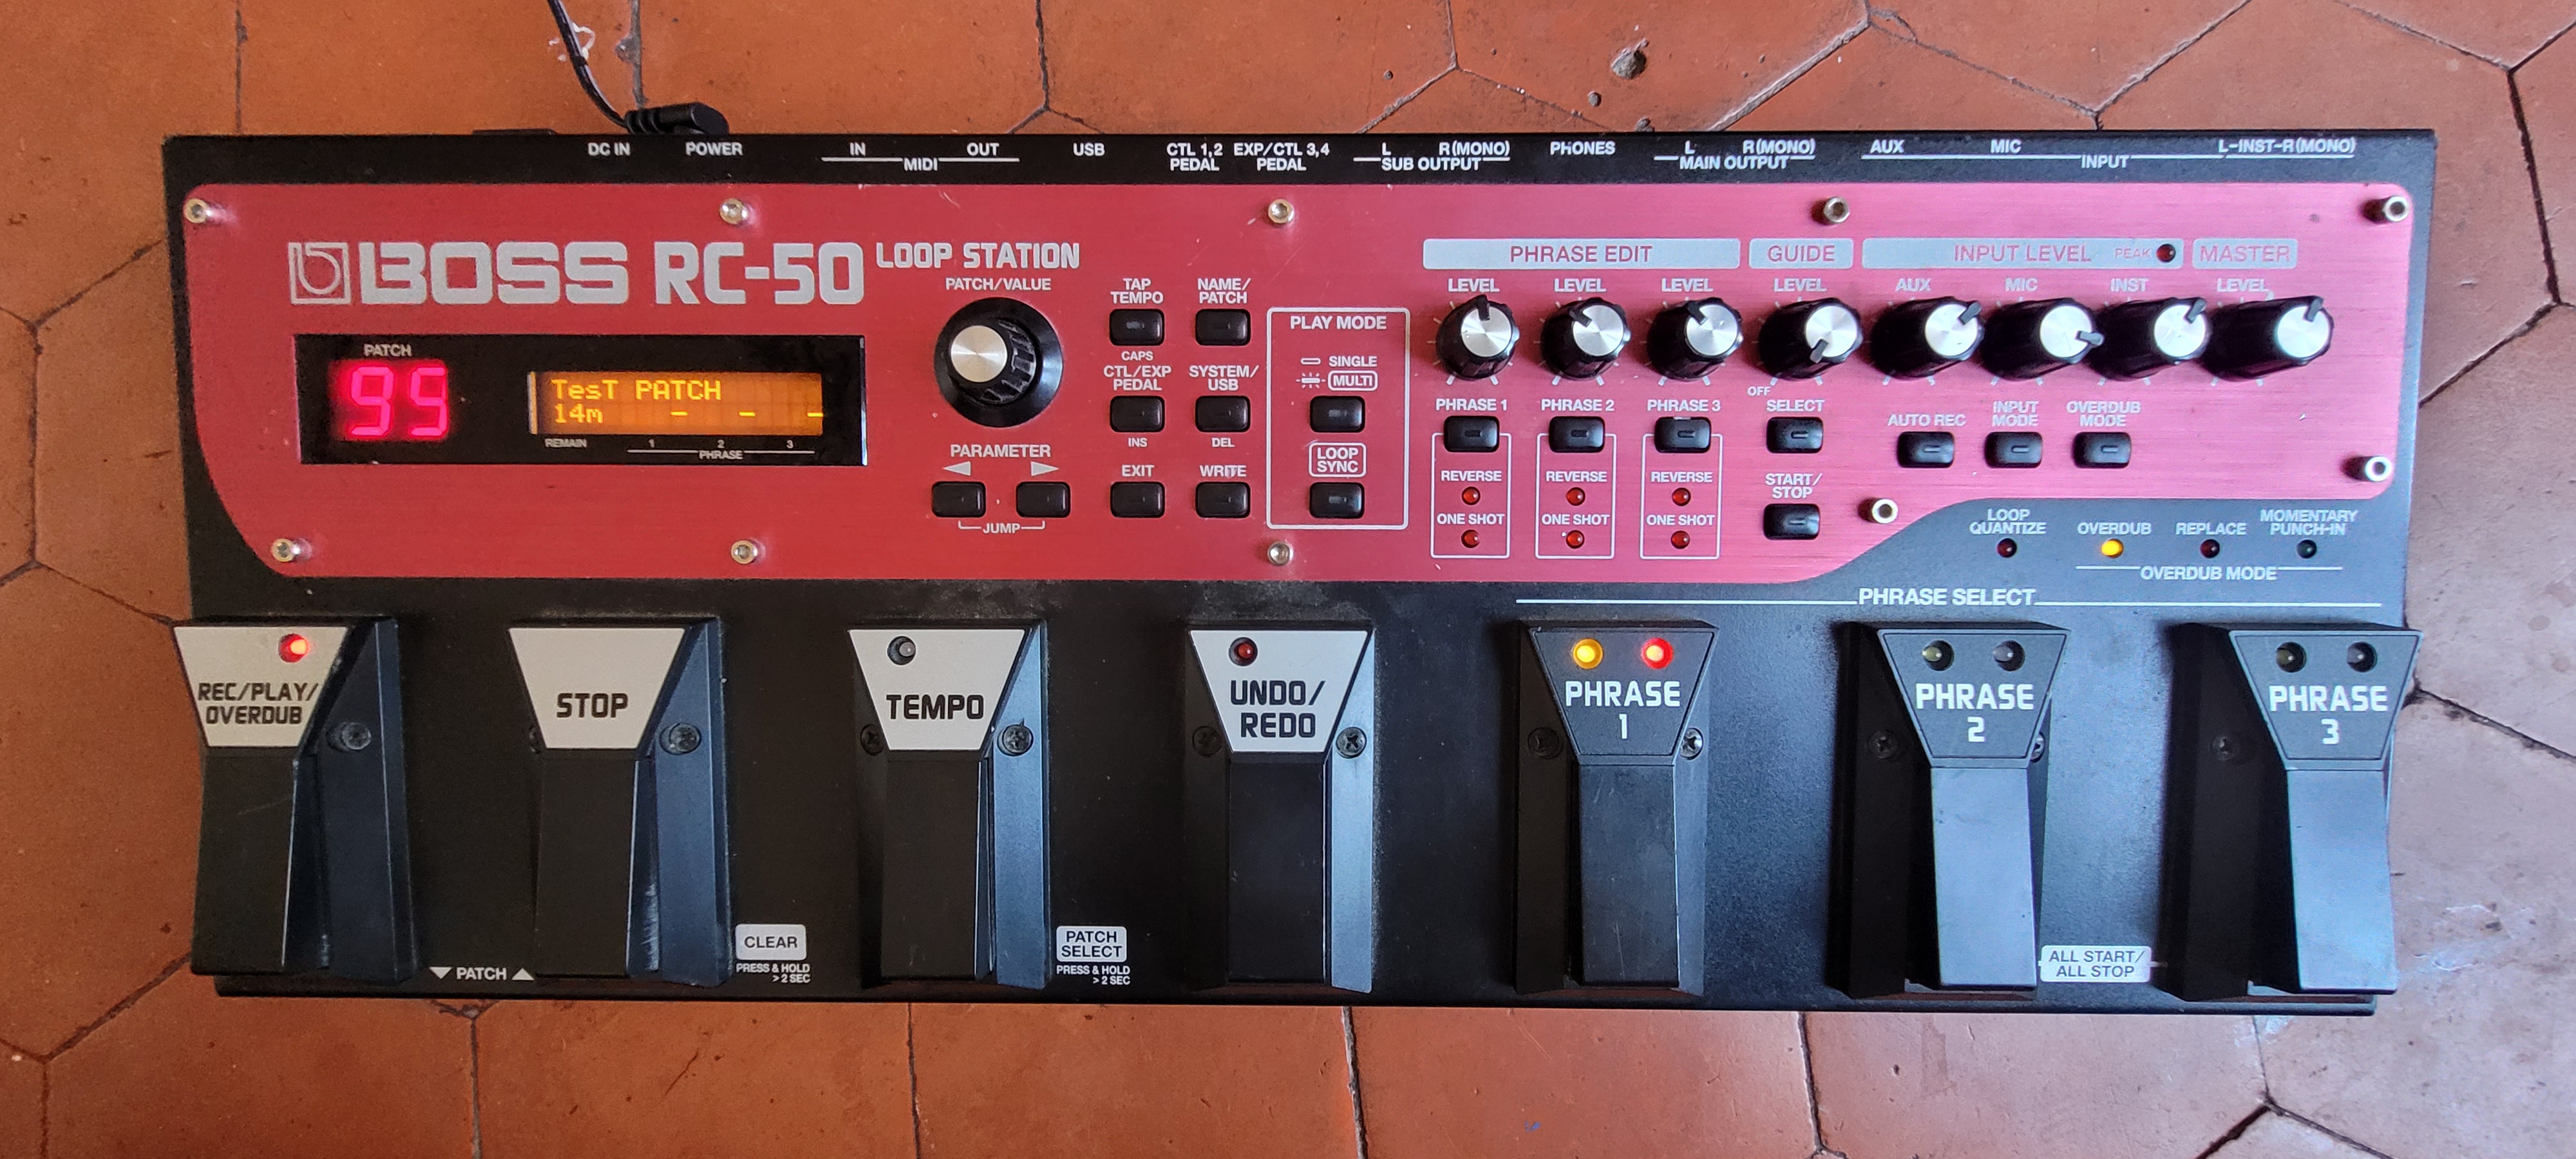 DC IN POWER IN OUT USB CTL 1,2 EXP/CTL 3,4 L R(MONO) PHONES L R(MONO) AUX MIC L-INST-R(MONO)
MIDI PEDAL PEDAL SUB OUTPUT MAIN OUTPUT INPUT
BOSS RC-50 LOOP STATION
PATCH/VALUE
PATCH
95
TesT PATCH
14m - - -
REMAIN 1 2 3
PHRASE
PARAMETER
JUMP
TAP
TEMPO
NAME/
PATCH
CAPS
CTL/EXP
PEDAL
SYSTEM/
USB
INS
DEL
EXIT
WRITE
PLAY MODE
SINGLE
MULTI
LOOP
SYNC
PHRASE EDIT
GUIDE
INPUT LEVEL PEAK
MASTER
LEVEL LEVEL LEVEL LEVEL AUX MIC INST LEVEL
OFF
PHRASE 1 PHRASE 2 PHRASE 3 SELECT
REVERSE REVERSE REVERSE
ONE SHOT ONE SHOT ONE SHOT
START/
STOP
AUTO REC
INPUT
MODE
OVERDUB
MODE
LOOP
QUANTIZE
OVERDUB
REPLACE
MOMENTARY
PUNCH-IN
OVERDUB MODE
PHRASE SELECT
REC/PLAY/
OVERDUB
STOP
TEMPO
UNDO/
REDO
PHRASE
1
PHRASE
2
PHRASE
3
▼ PATCH ▲
CLEAR
PRESS & HOLD
> 2 SEC
PATCH
SELECT
PRESS & HOLD
> 2 SEC
ALL START/
ALL STOP